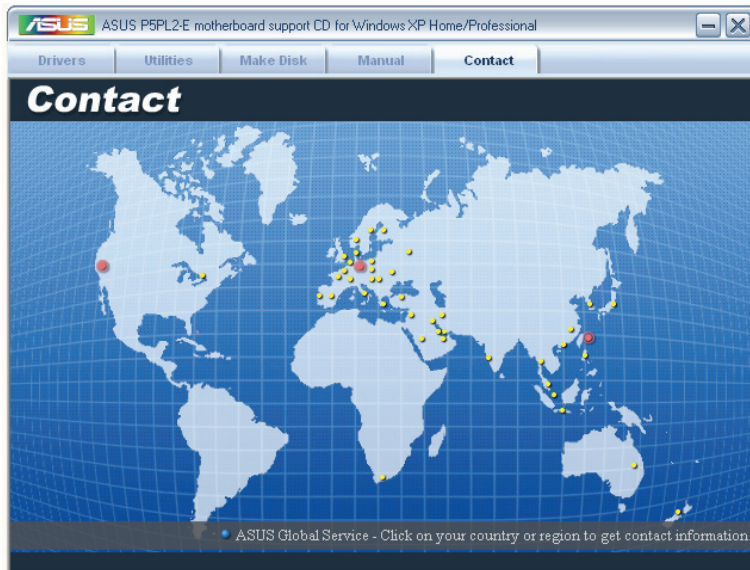 ASUS ASUS P5PL2-E motherboard support CD for Windows XP Home/Professional
Drivers Utilities Make Disk Manual Contact
Contact
ASUS Global Service - Click on your country or region to get contact information.